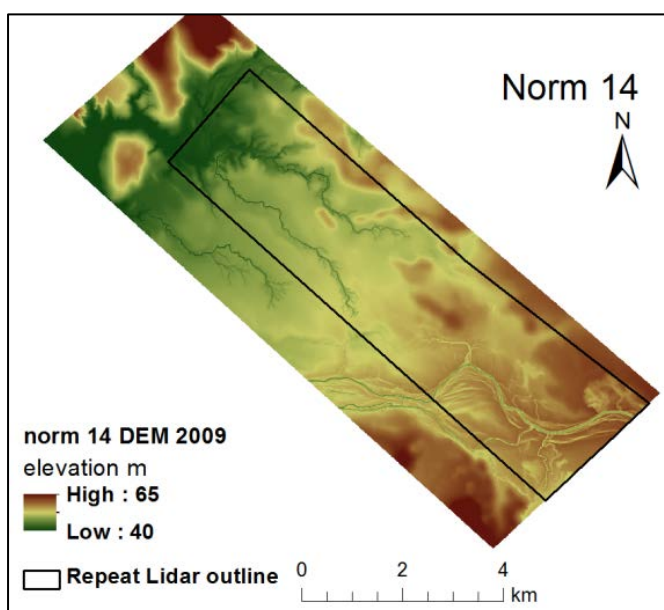 Norm 14
N
norm 14 DEM 2009
elevation m
High : 65
Low : 40
Repeat Lidar outline
0 2 4
km